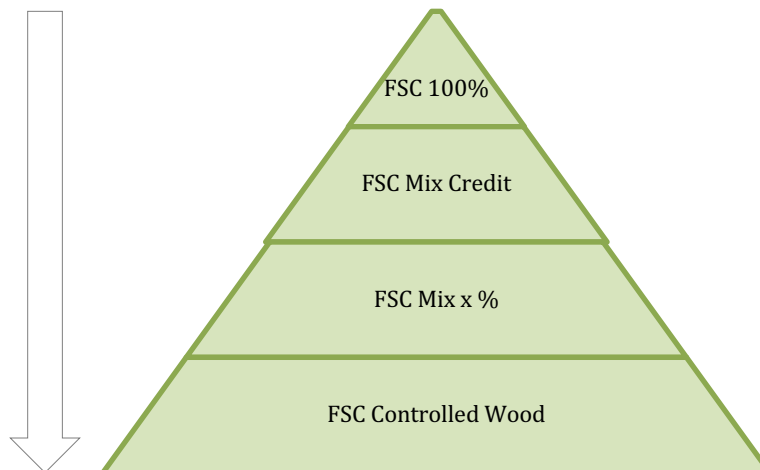 FSC 100%
FSC Mix Credit
FSC Mix x %
FSC Controlled Wood